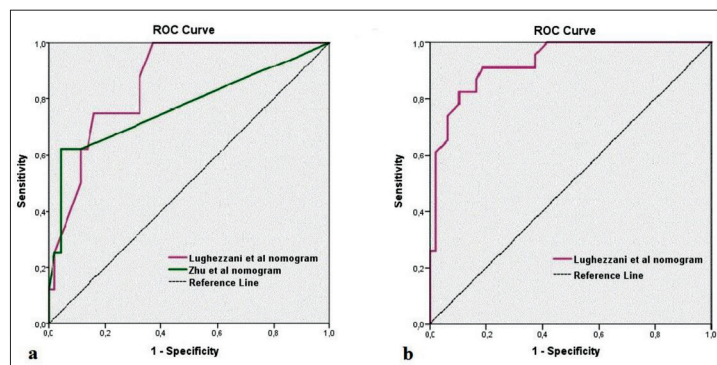 ROC Curve
1,0
0,8
0,6
0,4
0,2
0,0
Sensitivity
Lughezzani et al nomogram
Zhu et al nomogram
Reference Line
0,2
0,4
0,6
0,8
1,0
1 - Specificity
a
ROC Curve
1,0
0,8
0,6
0,4
0,2
0,0
Sensitivity
Lughezzani et al nomogram
Reference Line
0,0
0,2
0,4
0,6
0,8
1,0
1 - Specificity
b